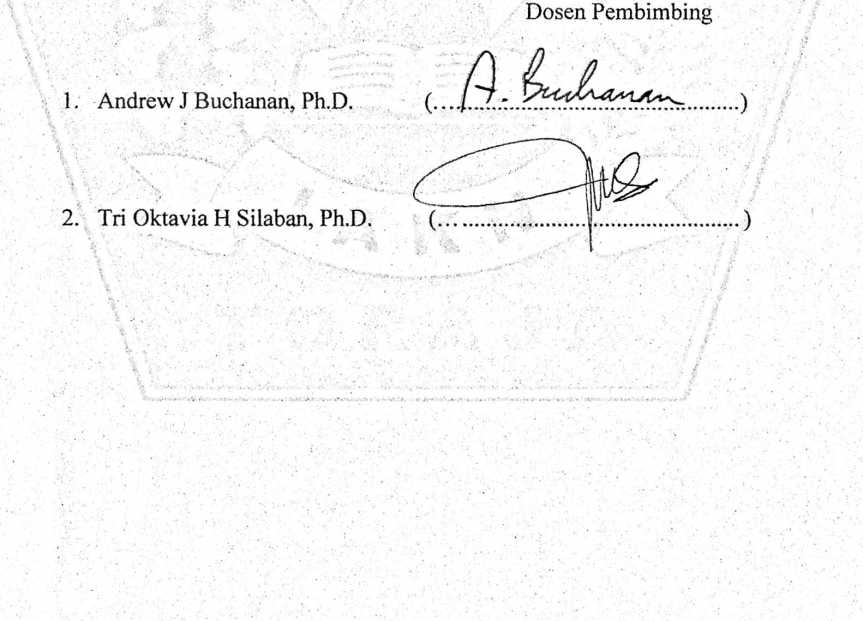 Dosen Pembimbing
1. Andrew J Buchanan, Ph.D. (.... A. Buchanan ........)
2. Tri Oktavia H Silaban, Ph.D. (... ........................................ )